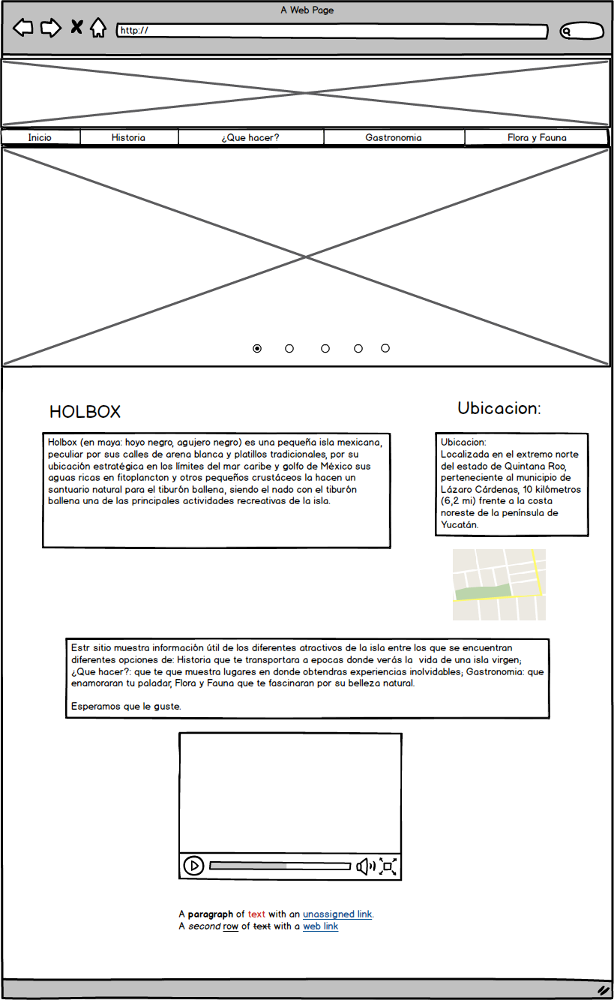 A Web Page
http://
Inicio
Historia
¿Que hacer?
Gastronomia
Flora y Fauna
HOLBOX
Holbox (en maya: hoyo negro, agujero negro) es una pequeña isla mexicana,
peculiar por sus calles de arena blanca y platillos tradicionales, por su
ubicación estratégica en los límites del mar caribe y golfo de México sus
aguas ricas en fitoplancton y otros pequeños crustáceos la hacen un
santuario natural para el tiburón ballena, siendo el nado con el tiburón
ballena una de las principales actividades recreativas de la isla.
Ubicacion:
Ubicacion:
Localizada en el extremo norte
del estado de Quintana Roo,
perteneciente al municipio de
Lázaro Cárdenas, 10 kilómetros
(6,2 mi) frente a la costa
noreste de la península de
Yucatán.
Estr sitio muestra información útil de los diferentes atractivos de la isla entre los que se encuentran
diferentes opciones de: Historia que te transportara a epocas donde verás la  vida de una isla virgen;
¿Que hacer?: que te que muestra lugares en donde obtendras experiencias inolvidables; Gastronomia: que
enamoraran tu paladar, Flora y Fauna que te fascinaran por su belleza natural.
Esperamos que le guste.
A paragraph of text with an unassigned link.
A second row of text with a web link